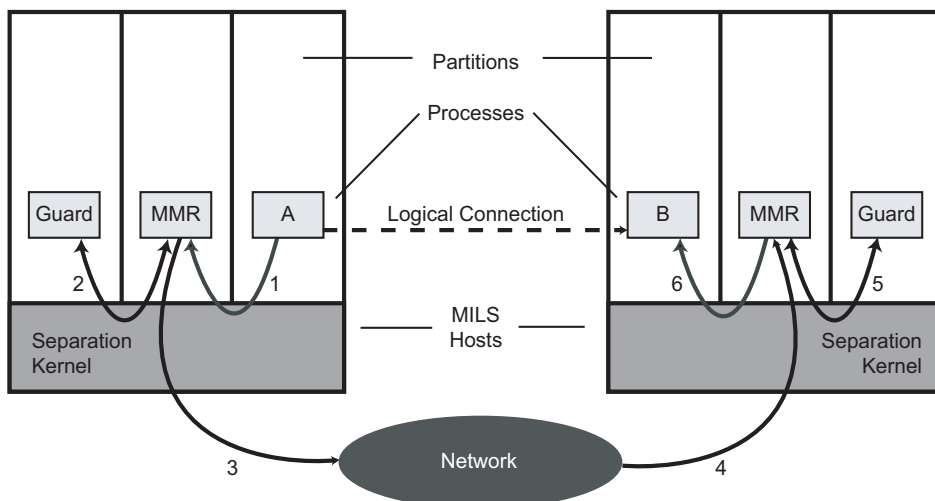 Partitions
Processes
Guard
MMR
A
Logical Connection
B
MMR
Guard
2
1
6
5
Separation
Kernel
MILS
Hosts
Separation
Kernel
3
Network
4